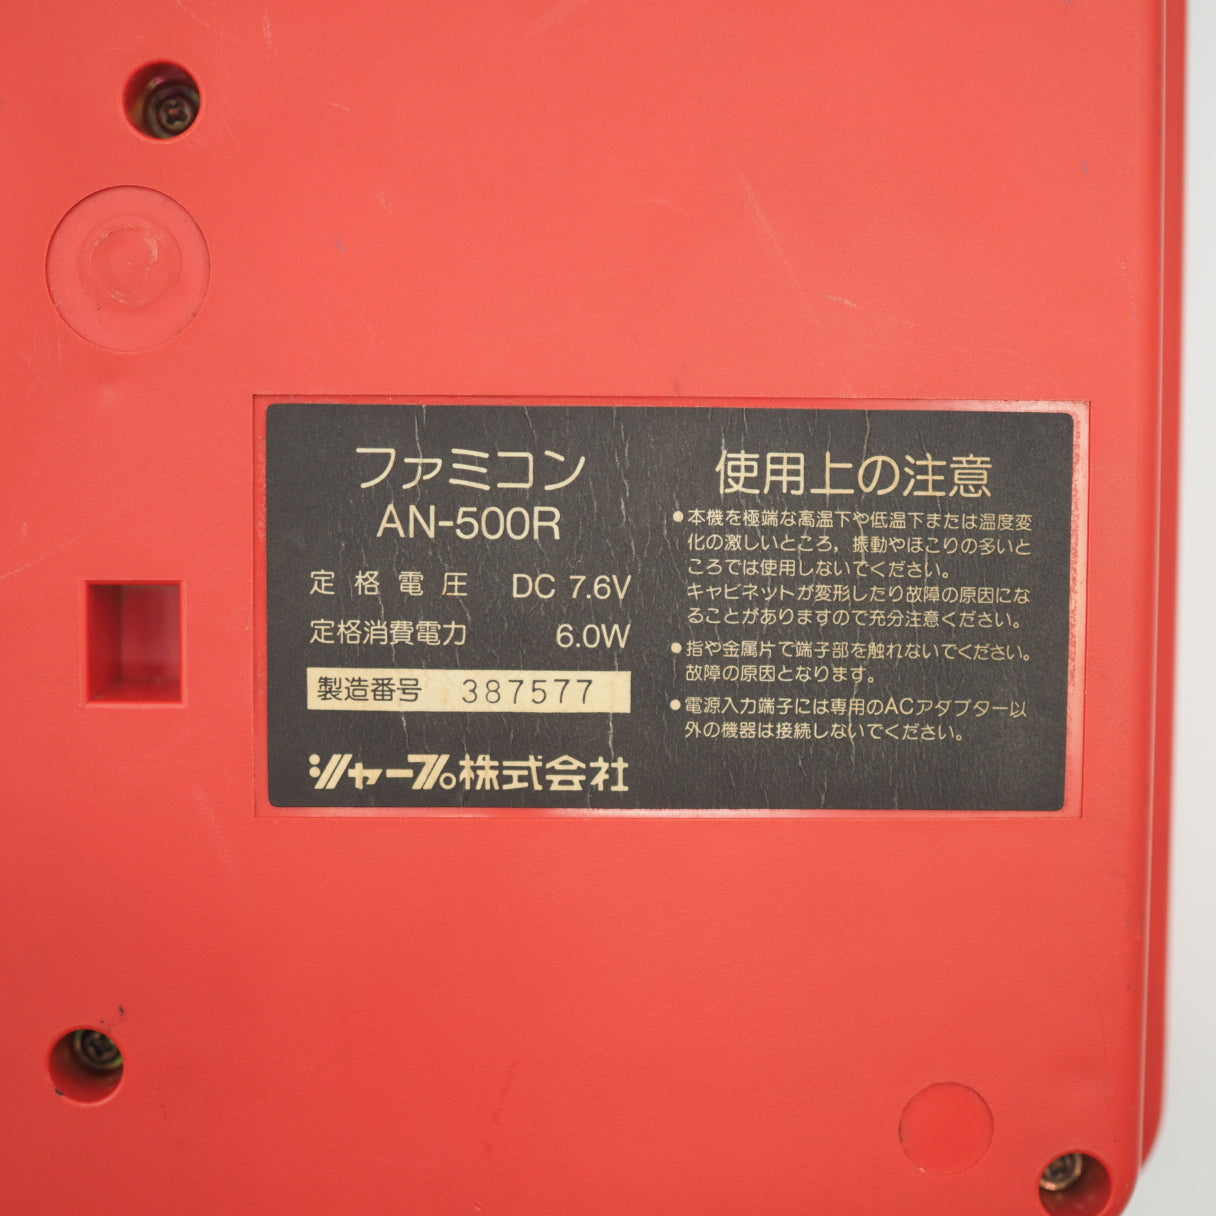 ファミコン
AN-500R
定格電圧 DC 7.6V
定格消費電力 6.0W
製造番号 387577
シャープ株式会社
使用上の注意
●本機を極端な高温下や低温下または温度変
化の激しいところ，振動やほこりの多いと
ころでは使用しないでください。
キャビネットが変形したり故障の原因にな
ることがありますので充分注意ください。
●指や金属片で端子部を触れないでください。
故障の原因となります。
●電源入力端子には専用のACアダプター以
外の機器は接続しないでください。